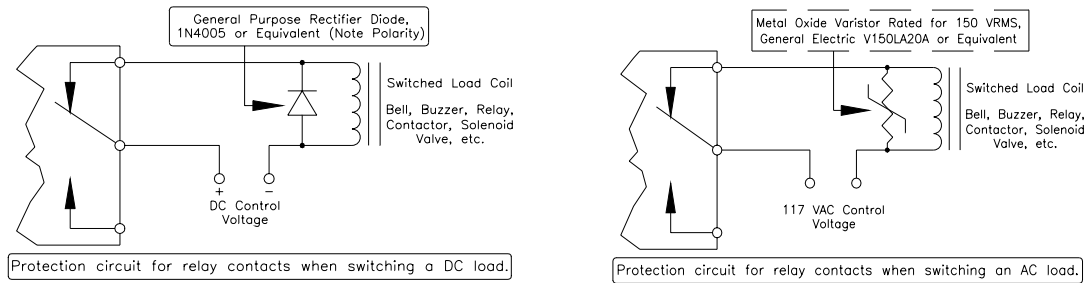 General Purpose Rectifier Diode,
1N4005 or Equivalent (Note Polarity)
Switched Load Coil
Bell, Buzzer, Relay,
Contactor, Solenoid
Valve, etc.
+ −
DC Control
Voltage
Protection circuit for relay contacts when switching a DC load.
Metal Oxide Varistor Rated for 150 VRMS,
General Electric V150LA20A or Equivalent
Switched Load Coil
Bell, Buzzer, Relay,
Contactor, Solenoid
Valve, etc.
117 VAC Control
Voltage
Protection circuit for relay contacts when switching an AC load.